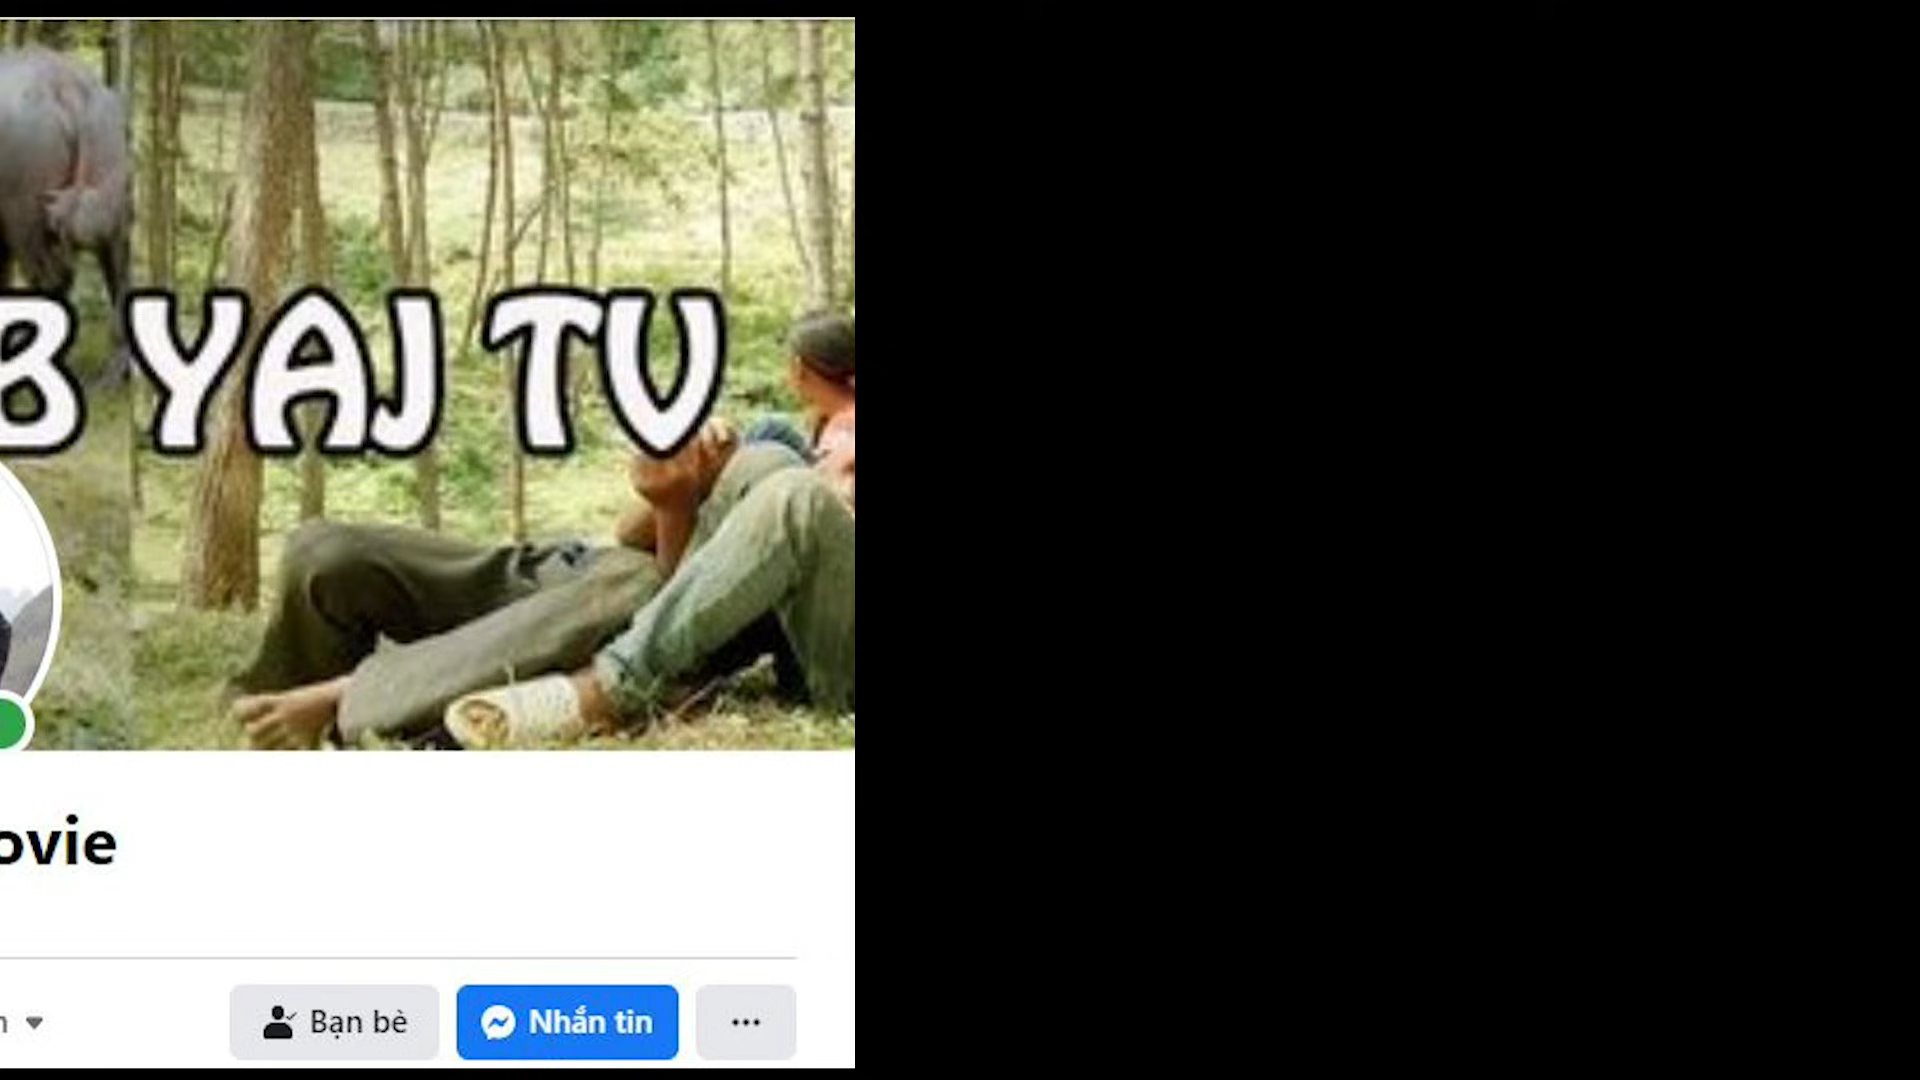 B YAJ TV
ovie
Bạn bè
Nhắn tin